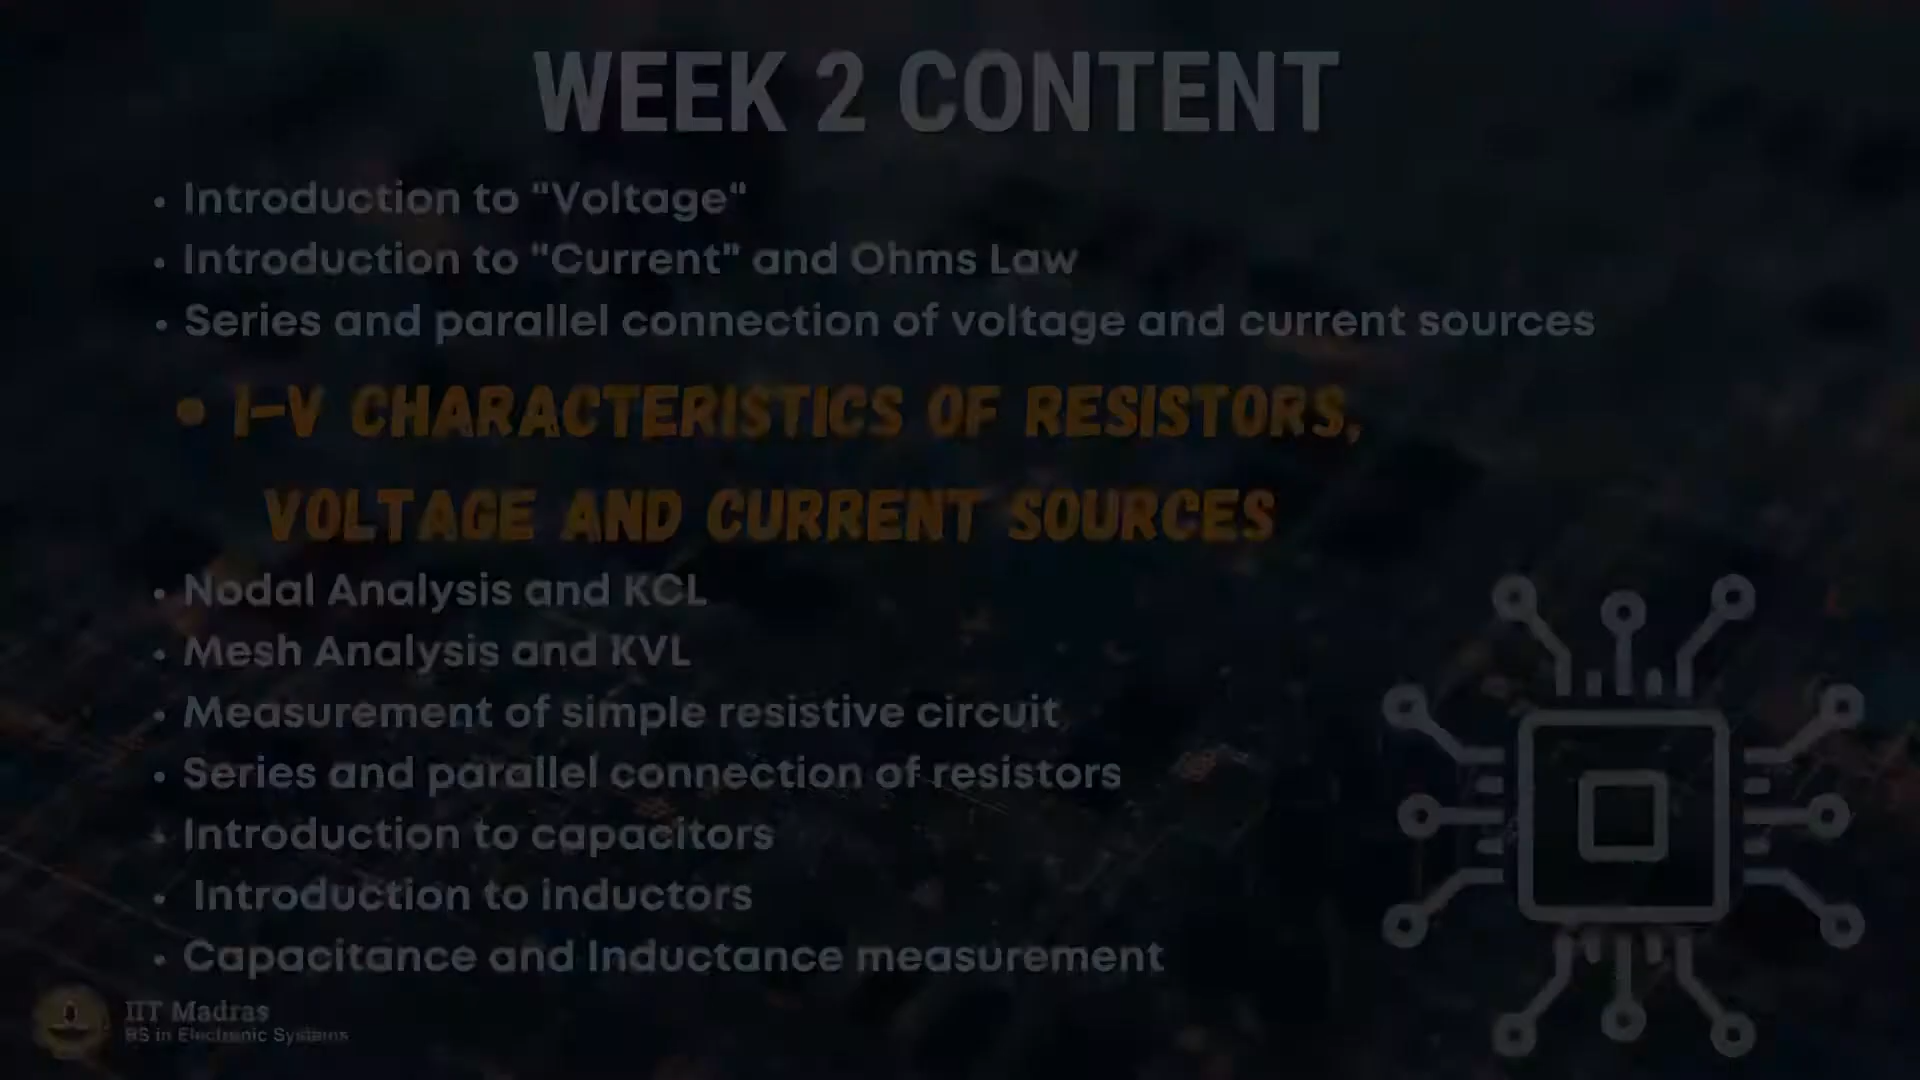 WEEK 2 CONTENT
• Introduction to "Voltage"
• Introduction to "Current" and Ohms Law
• Series and parallel connection of voltage and current sources
• I-V CHARACTERISTICS OF RESISTORS,
VOLTAGE AND CURRENT SOURCES
• Nodal Analysis and KCL
• Mesh Analysis and KVL
• Measurement of simple resistive circuit
• Series and parallel connection of resistors
• Introduction to capacitors
• Introduction to inductors
• Capacitance and Inductance measurement
IIT Madras
BS in Electronic Systems